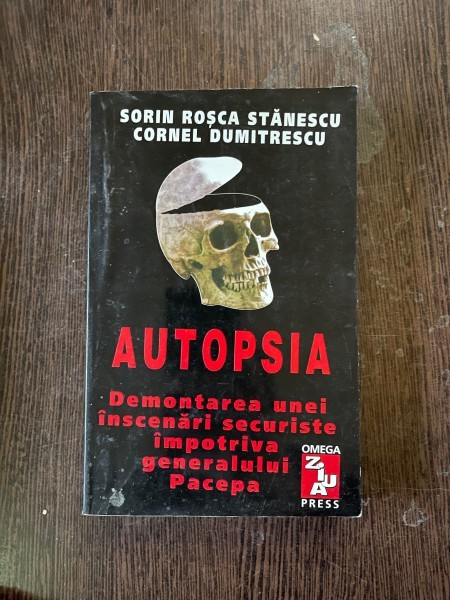 SORIN ROȘCA STĂNESCU
CORNEL DUMITRESCU
AUTOPSIA
Demontarea unei
înscenări securiste
împotriva
generalului
Pacepa
OMEGA
ZIUA
PRESS